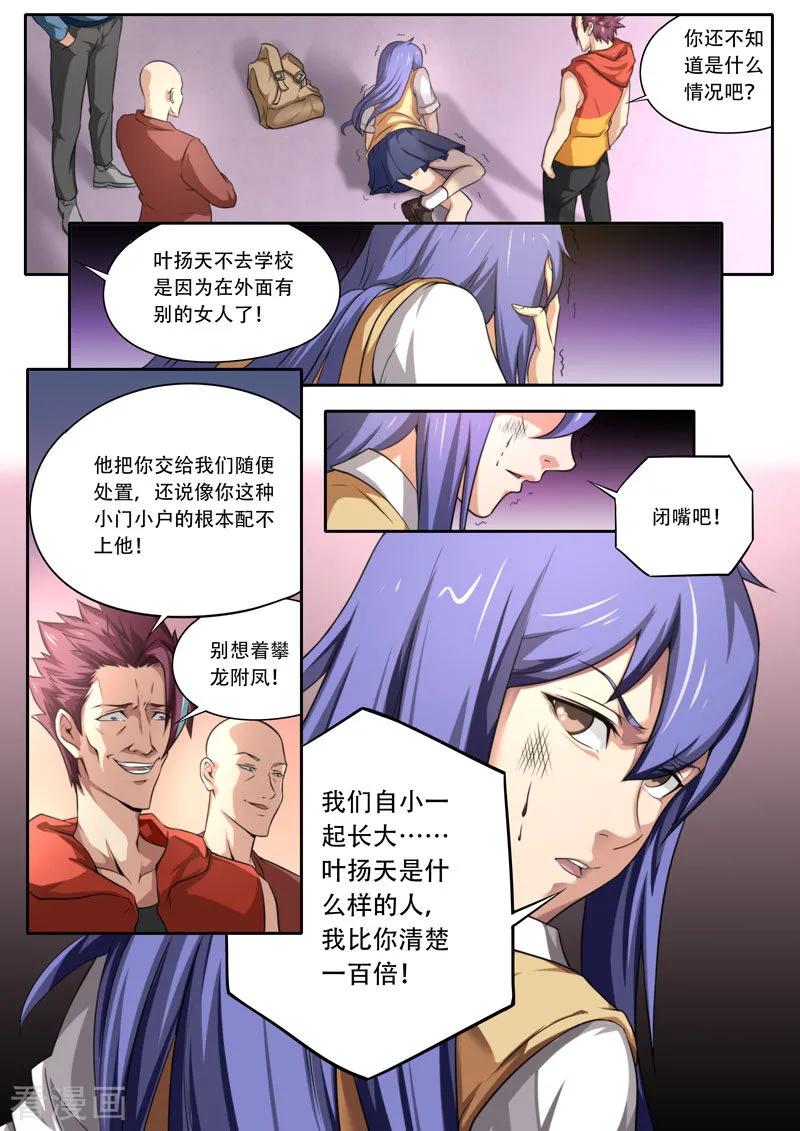 你还不知
道是什么
情况吧？
叶扬天不去学校
是因为在外面有
别的女人了！
他把你交给我们随便
处置，还说像你这种
小门小户的根本配不
上他！
闭嘴吧！
别想着攀
龙附凤！
我们自小一
起长大……
叶扬天是什
么样的人，
我比你清楚
一百倍！
看漫画